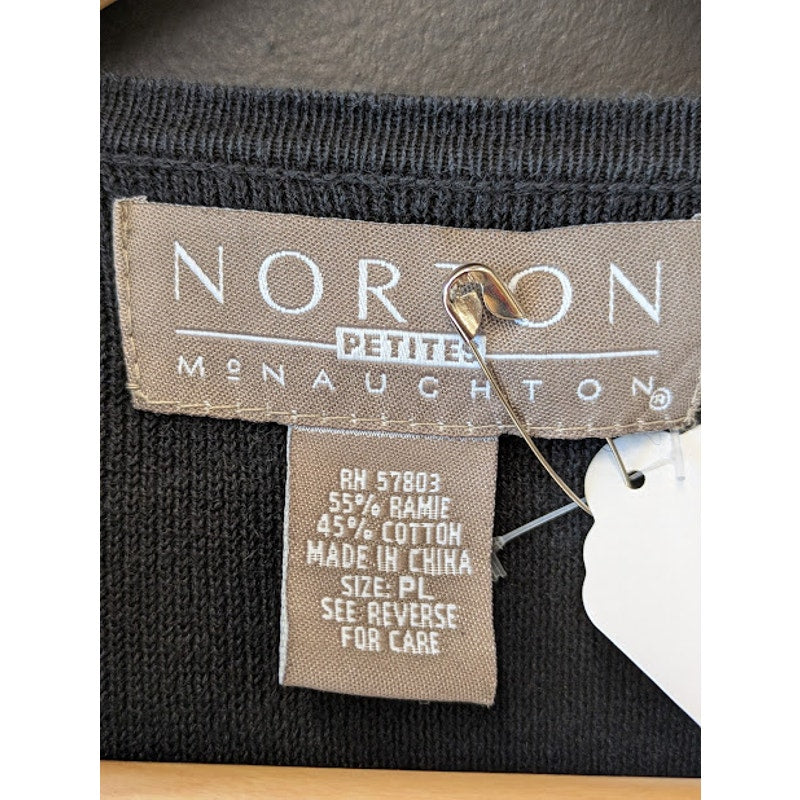 NORTON
PETITES
McNAUGHTON®
RN 57803
55% RAMIE
45% COTTON
MADE IN CHINA
SIZE: PL
SEE REVERSE
FOR CARE